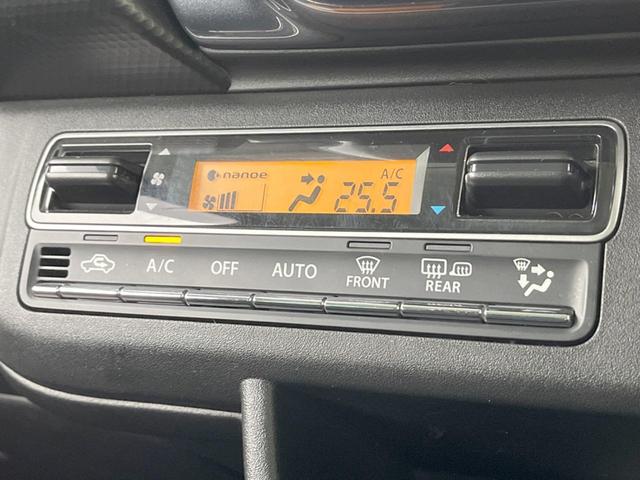 nanoe
A/C
25.5
A/C
OFF
AUTO
FRONT
REAR